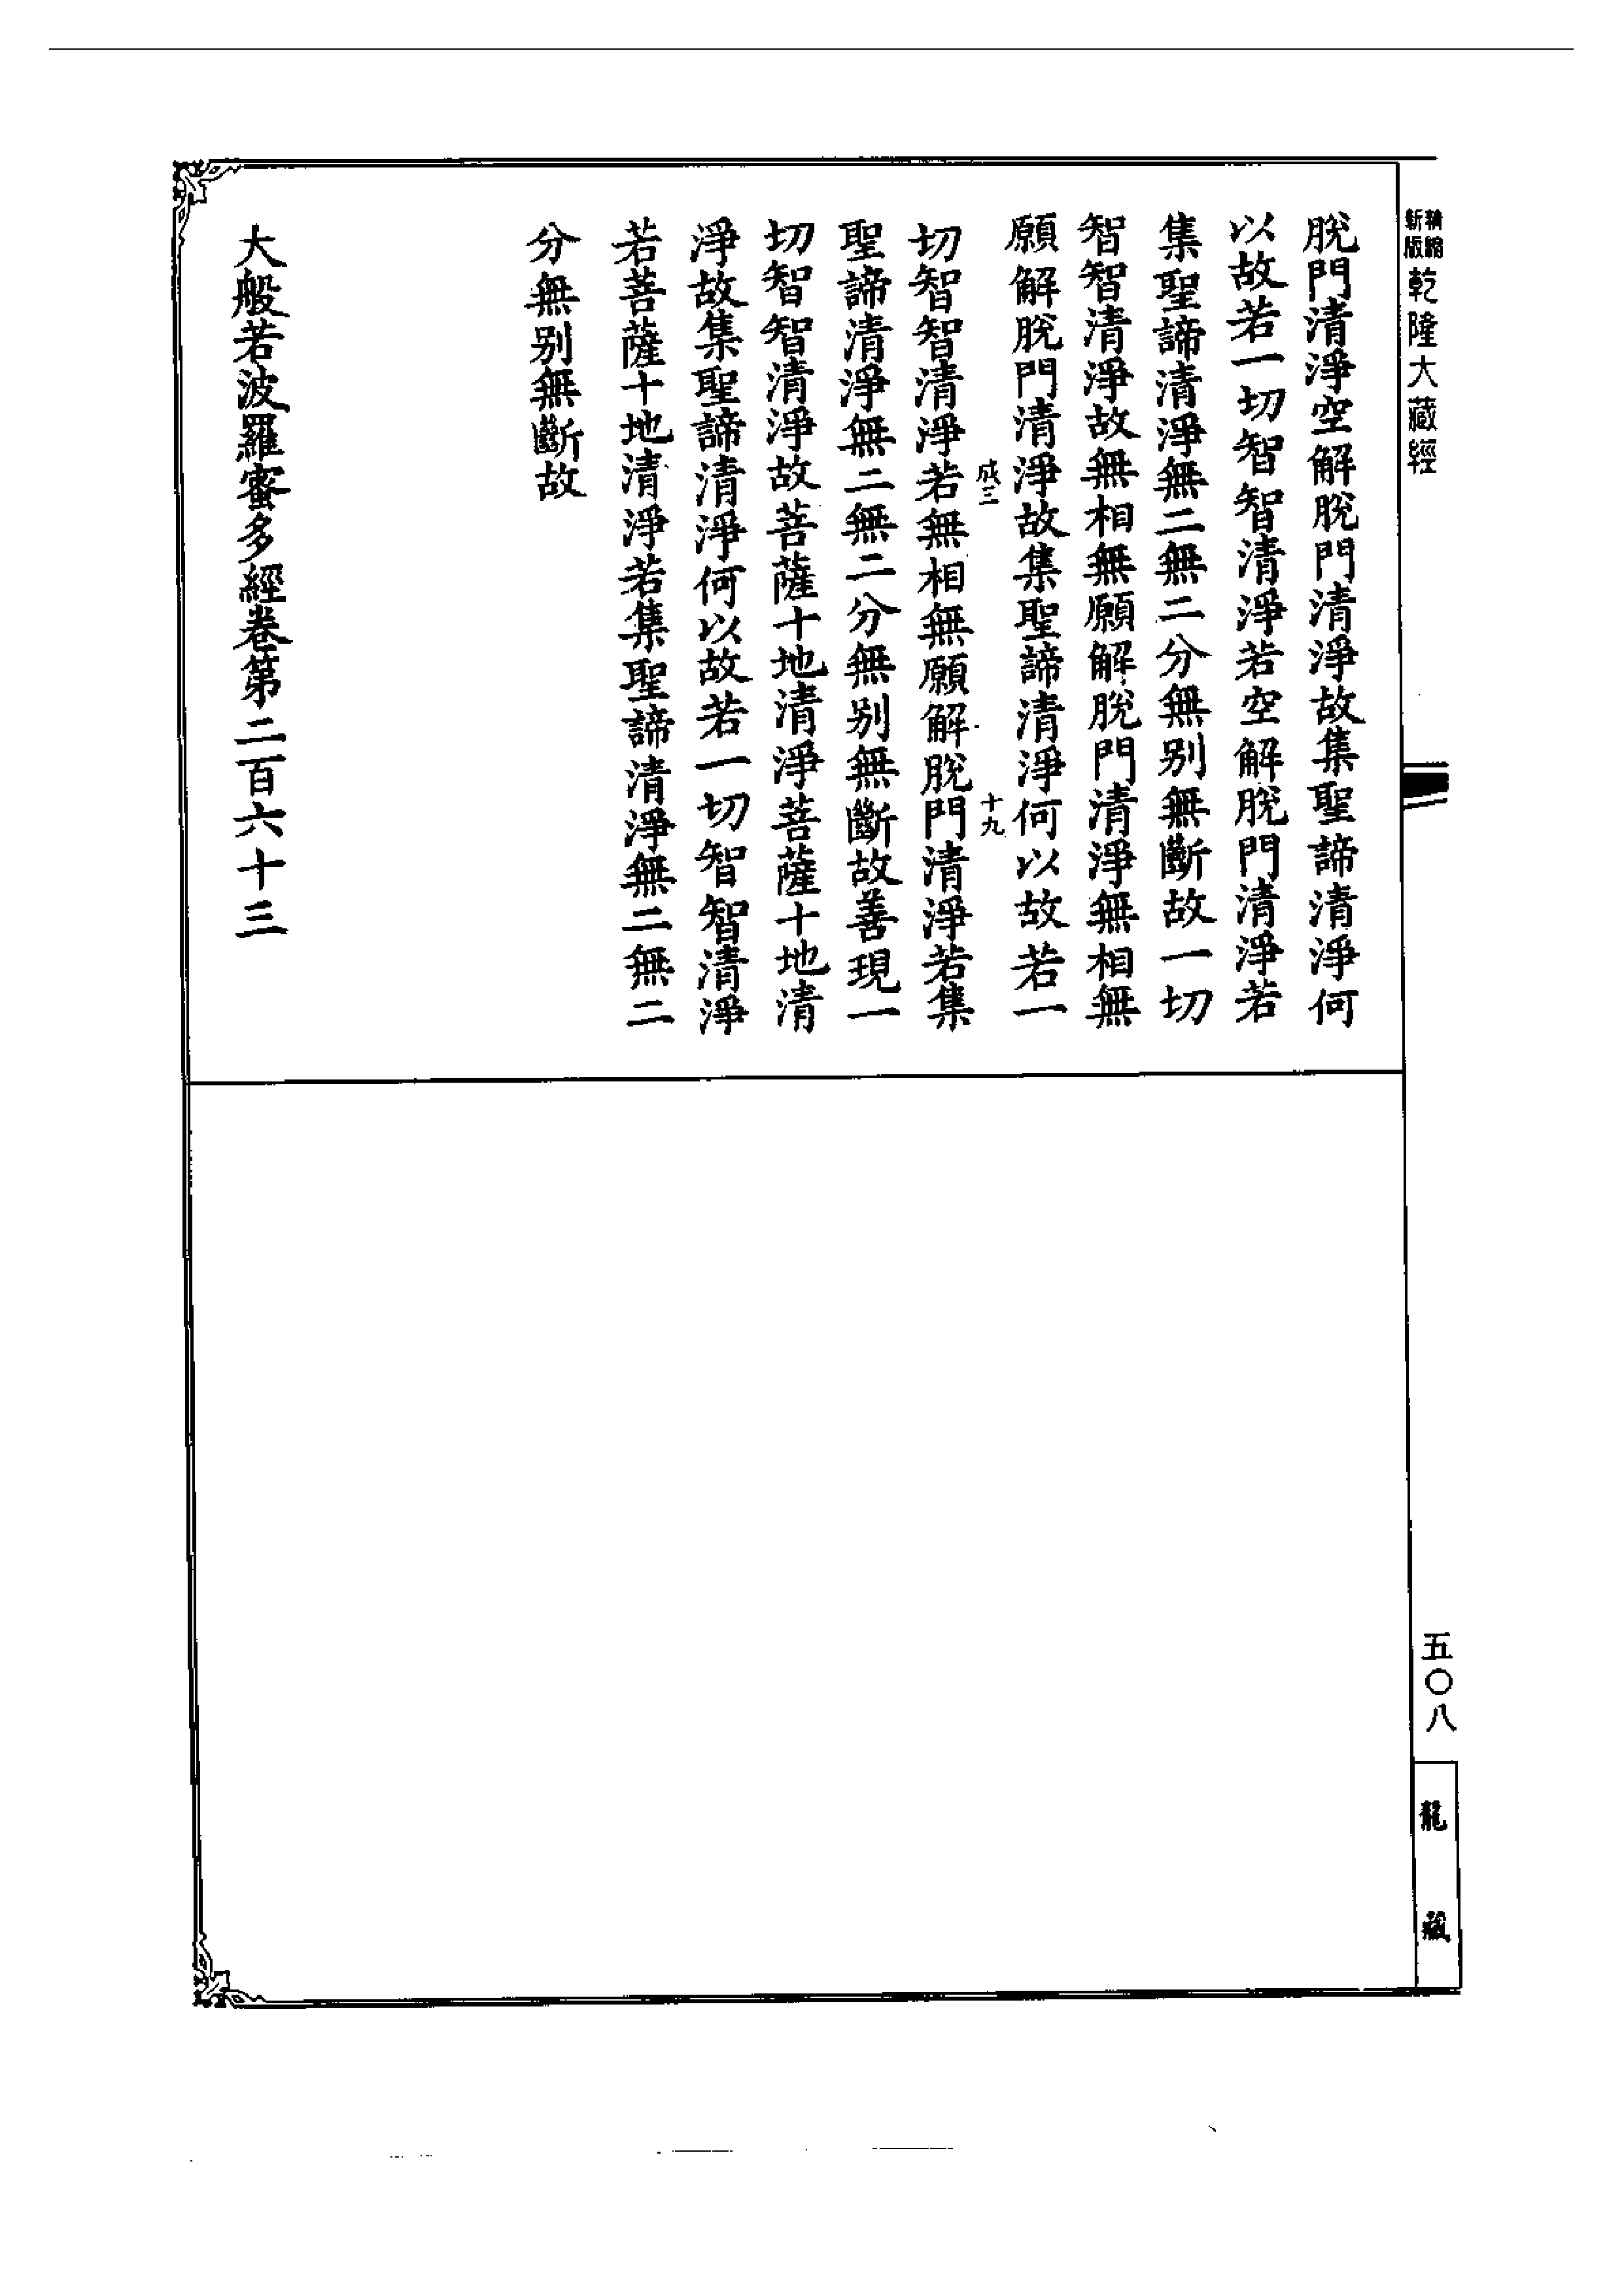 精縮新版乾隆大藏經
脫門清淨空解脫門清淨故集聖諦清淨何
以故若一切智智清淨若空解脫門清淨若
集聖諦清淨無二無二分無別無斷故一切
智智清淨故無相無願解脫門清淨無相無
願解脫門清淨故集聖諦清淨何以故若一
成三
十九
切智智清淨若無相無願解脫門清淨若集
聖諦清淨無二無二分無別無斷故善現一
切智智清淨故菩薩十地清淨菩薩十地清
淨故集聖諦清淨何以故若一切智智清淨
若菩薩十地清淨若集聖諦清淨無二無二
分無別無斷故
大般若波羅蜜多經卷第二百六十三
五〇八
龍藏